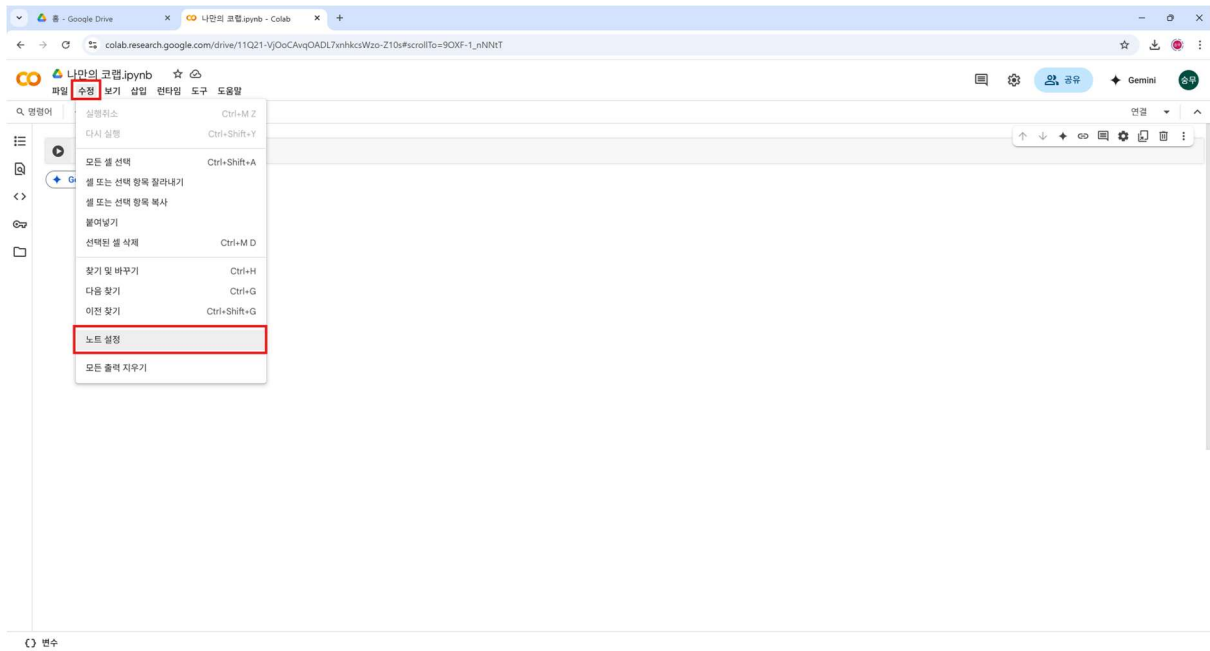 홈 - Google Drive
나만의 코랩.ipynb - Colab
colab.research.google.com/drive/11Q21-VjOoCAvqOADL7xnhkcsWzo-Z10s#scrollTo=9OXF-1_nNNtT
CO 나만의 코랩.ipynb
파일 수정 보기 삽입 런타임 도구 도움말
공유 Gemini 승무
명령어
연결
실행취소 Ctrl+M Z
다시 실행 Ctrl+Shift+Y
모든 셀 선택 Ctrl+Shift+A
셀 또는 선택 항목 잘라내기
셀 또는 선택 항목 복사
붙여넣기
선택된 셀 삭제 Ctrl+M D
찾기 및 바꾸기 Ctrl+H
다음 찾기 Ctrl+G
이전 찾기 Ctrl+Shift+G
노트 설정
모든 출력 지우기
변수